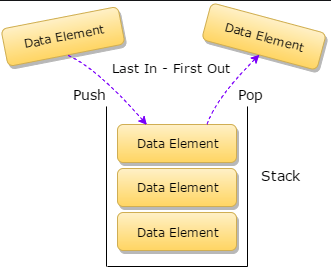 Data Element
Data Element
Last In - First Out
Push
Pop
Data Element
Data Element
Data Element
Stack